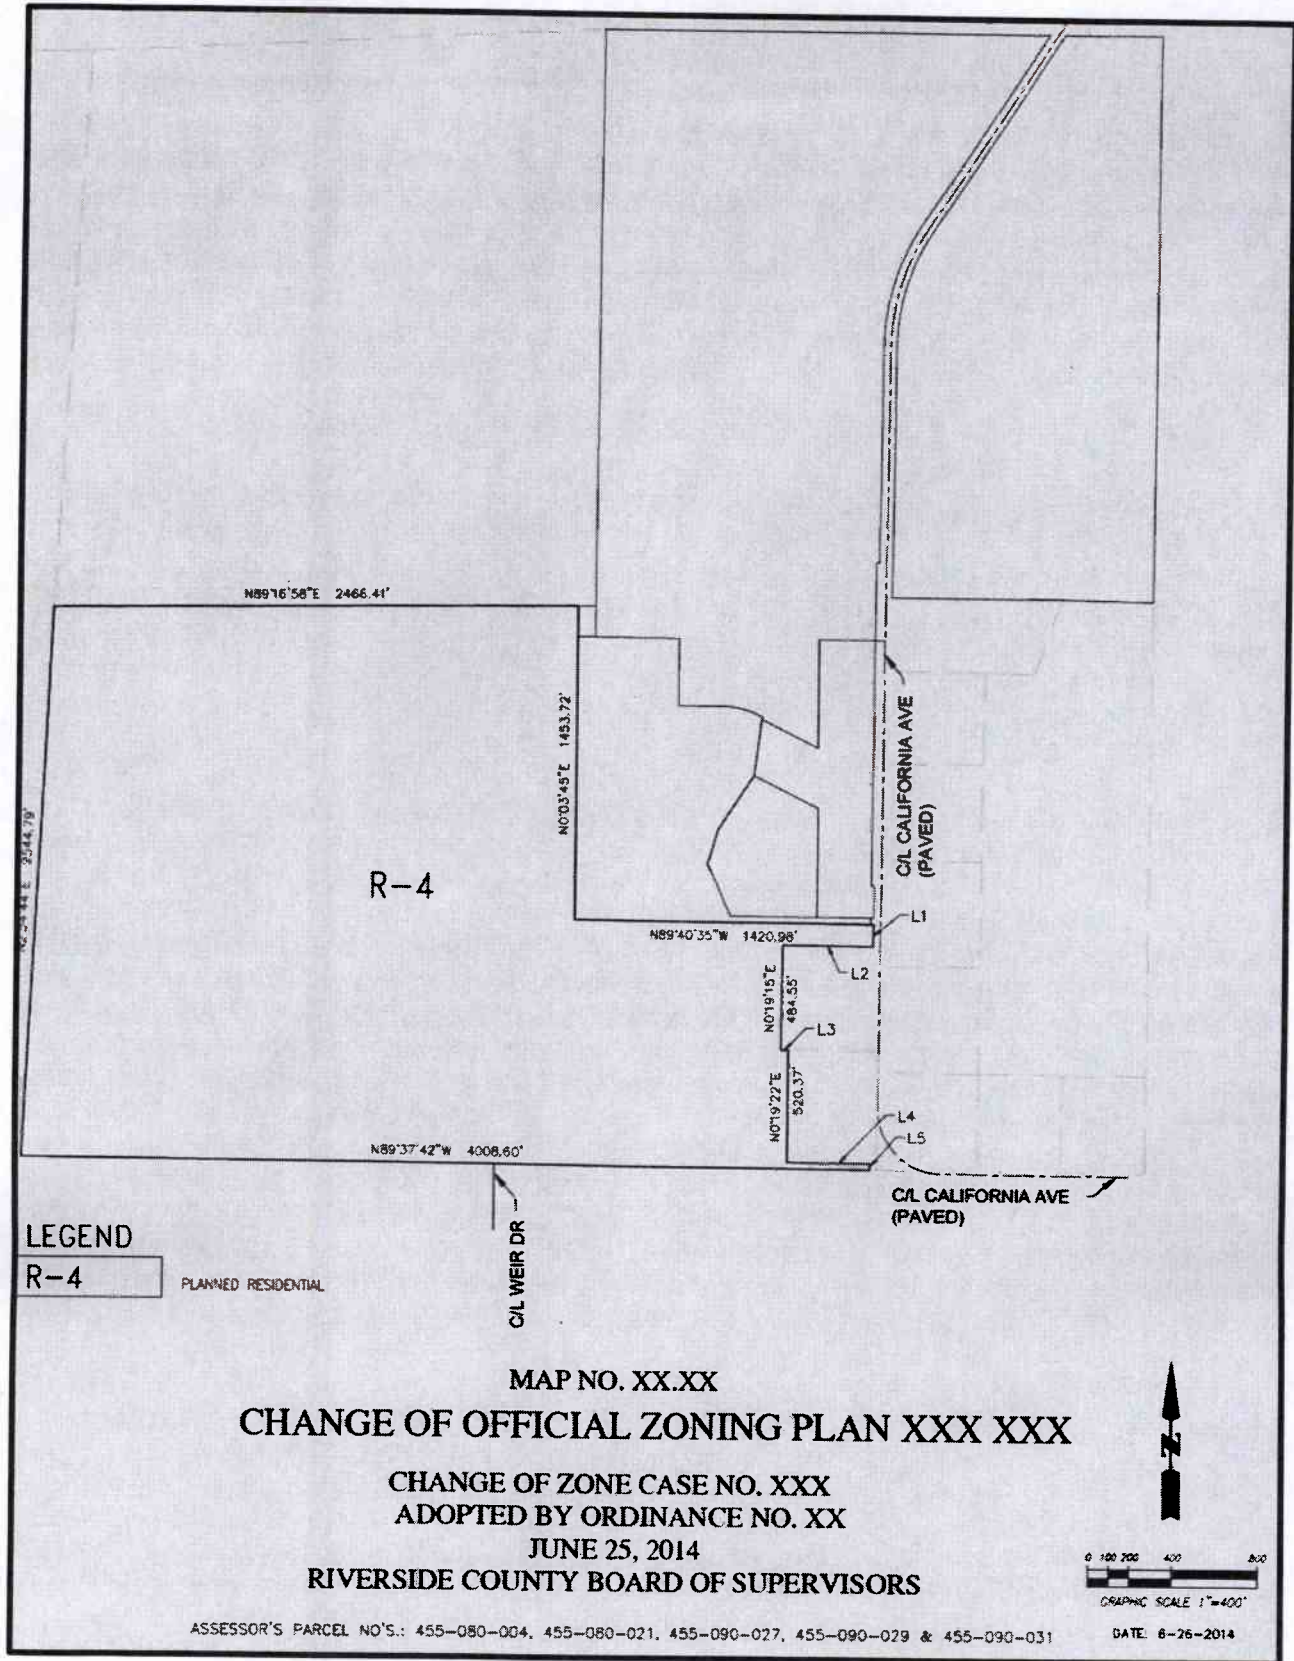 N89°16'58"E 2466.41'
N0°03'45"E 1453.72'
C/L CALIFORNIA AVE
(PAVED)
R-4
L1
N89°40'35"W 1420.98'
L2
N0°19'15"E
484.55'
L3
N0°19'22"E
520.37'
L4
L5
N89°37'42"W 4008.60'
C/L CALIFORNIA AVE
(PAVED)
C/L WEIR DR
LEGEND
R-4
PLANNED RESIDENTIAL
MAP NO. XX.XX
CHANGE OF OFFICIAL ZONING PLAN XXX XXX
CHANGE OF ZONE CASE NO. XXX
ADOPTED BY ORDINANCE NO. XX
JUNE 25, 2014
RIVERSIDE COUNTY BOARD OF SUPERVISORS
N
0 100 200 400 800
GRAPHIC SCALE 1"=400'
ASSESSOR'S PARCEL NO'S.: 455-080-004, 455-080-021, 455-090-027, 455-090-029 & 455-090-031
DATE: 6-26-2014